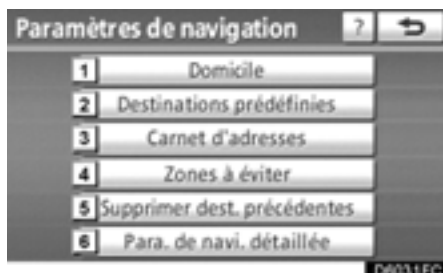 Paramètres de navigation ?
1 Domicile
2 Destinations prédéfinies
3 Carnet d'adresses
4 Zones à éviter
5 Supprimer dest. précédentes
6 Para. de navi. détaillée
D6031FC